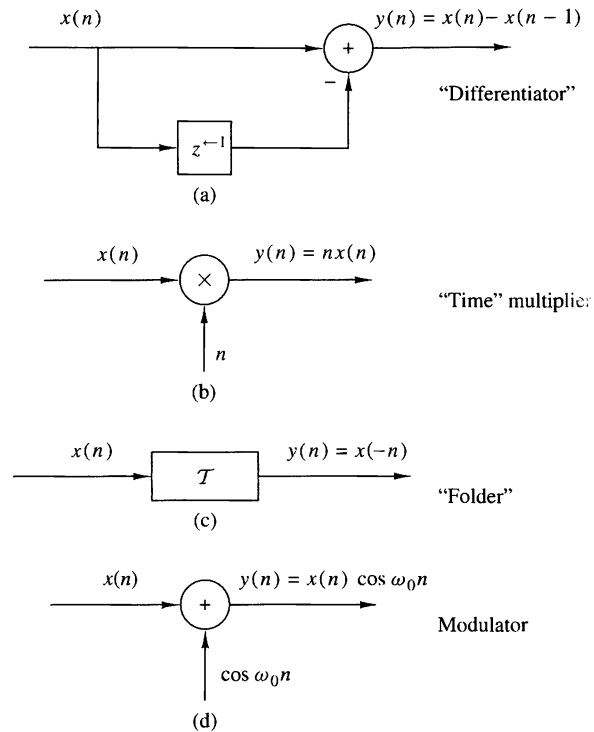 x(n)
y(n) = x(n) − x(n − 1)
+
−
"Differentiator"
z←1
(a)
x(n)
y(n) = nx(n)
×
"Time" multiplier
n
(b)
x(n)
y(n) = x(−n)
T
"Folder"
(c)
x(n)
y(n) = x(n) cos ω₀n
+
Modulator
cos ω₀n
(d)